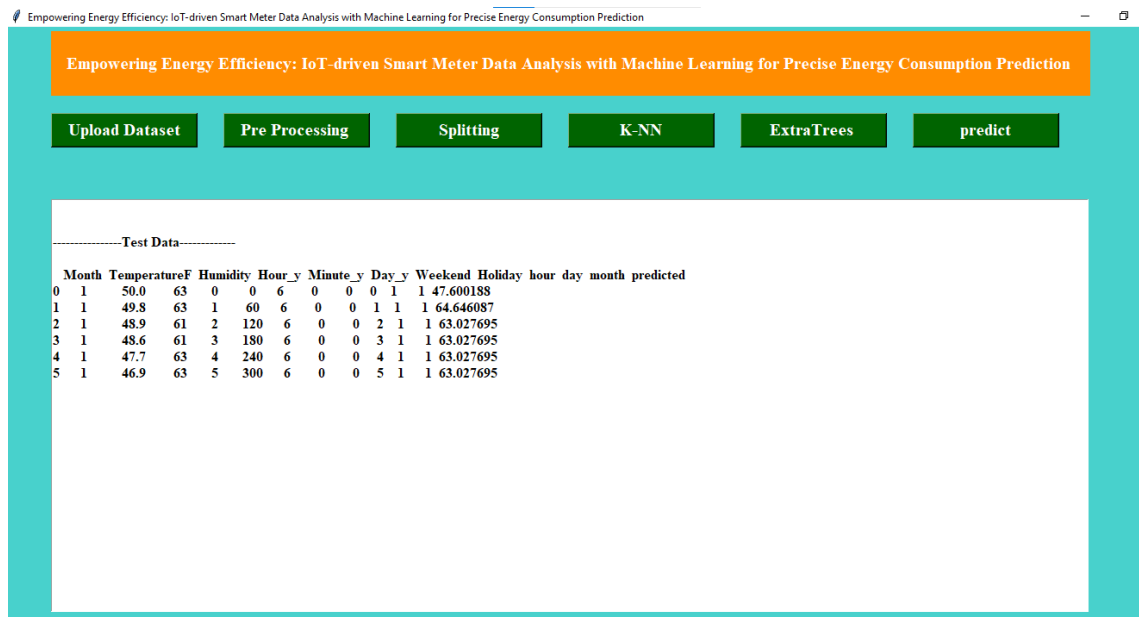 Empowering Energy Efficiency: IoT-driven Smart Meter Data Analysis with Machine Learning for Precise Energy Consumption Prediction
Empowering Energy Efficiency: IoT-driven Smart Meter Data Analysis with Machine Learning for Precise Energy Consumption Prediction
Upload Dataset Pre Processing Splitting K-NN ExtraTrees predict
----------------Test Data-------------
Month TemperatureF Humidity Hour_y Minute_y Day_y Weekend Holiday hour day month predicted
0 1 50.0 63 0 0 6 0 0 0 1 1 47.600188
1 1 49.8 63 1 60 6 0 0 1 1 1 64.646087
2 1 48.9 61 2 120 6 0 0 2 1 1 63.027695
3 1 48.6 61 3 180 6 0 0 3 1 1 63.027695
4 1 47.7 63 4 240 6 0 0 4 1 1 63.027695
5 1 46.9 63 5 300 6 0 0 5 1 1 63.027695